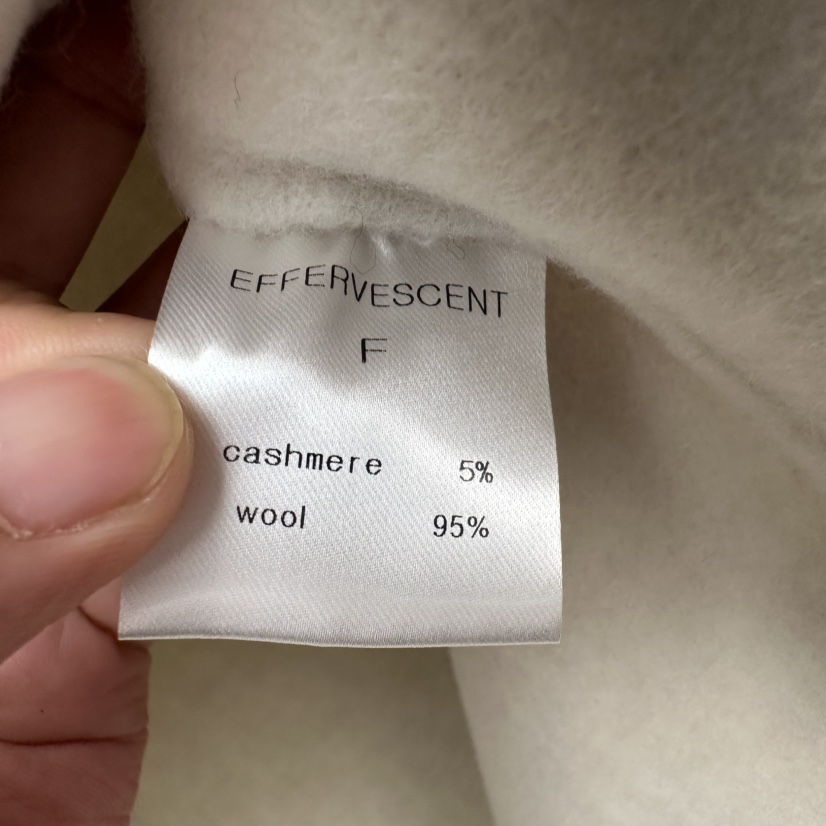 EFFERVESCENT
F
cashmere 5%
wool 95%